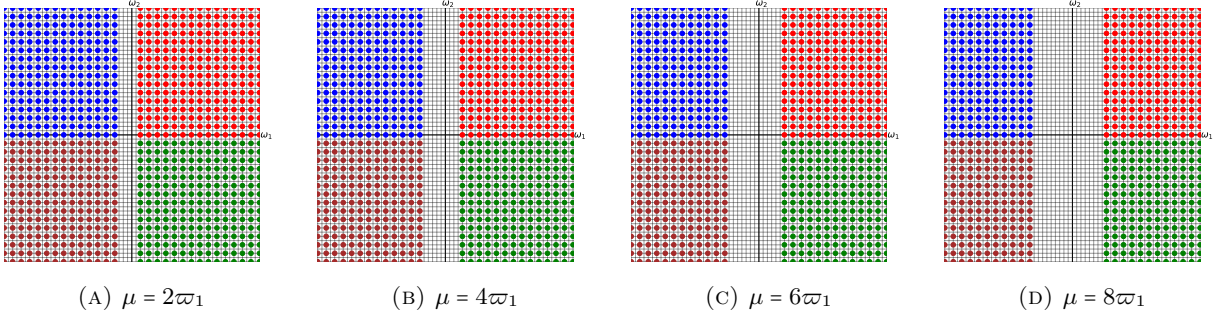 ω₂ ω₂ ω₂ ω₂
ω₁ ω₁ ω₁ ω₁
(A) μ = 2ϖ₁ (B) μ = 4ϖ₁ (C) μ = 6ϖ₁ (D) μ = 8ϖ₁